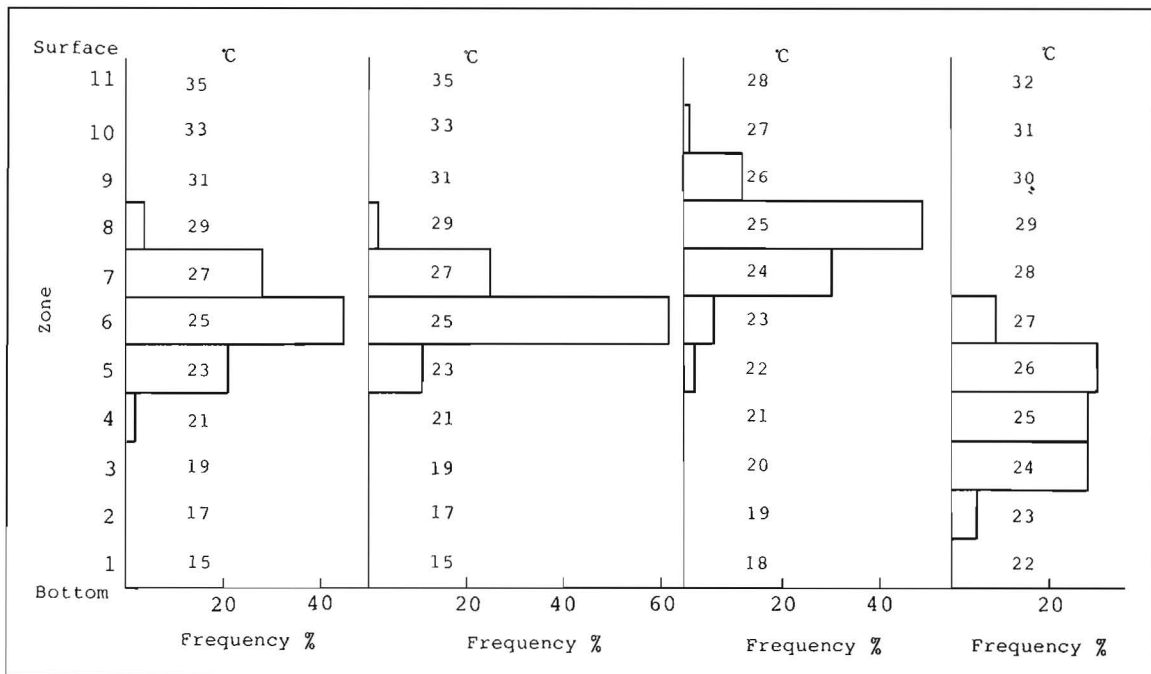 Surface ℃ ℃ ℃ ℃
11 35 35 28 32
10 33 33 27 31
9 31 31 26 30
8 29 29 25 29
7 27 27 24 28
Zone
6 25 25 23 27
5 23 23 22 26
4 21 21 21 25
3 19 19 20 24
2 17 17 19 23
1 15 15 18 22
Bottom
20 40 20 40 60 20 40 20
Frequency % Frequency % Frequency % Frequency %